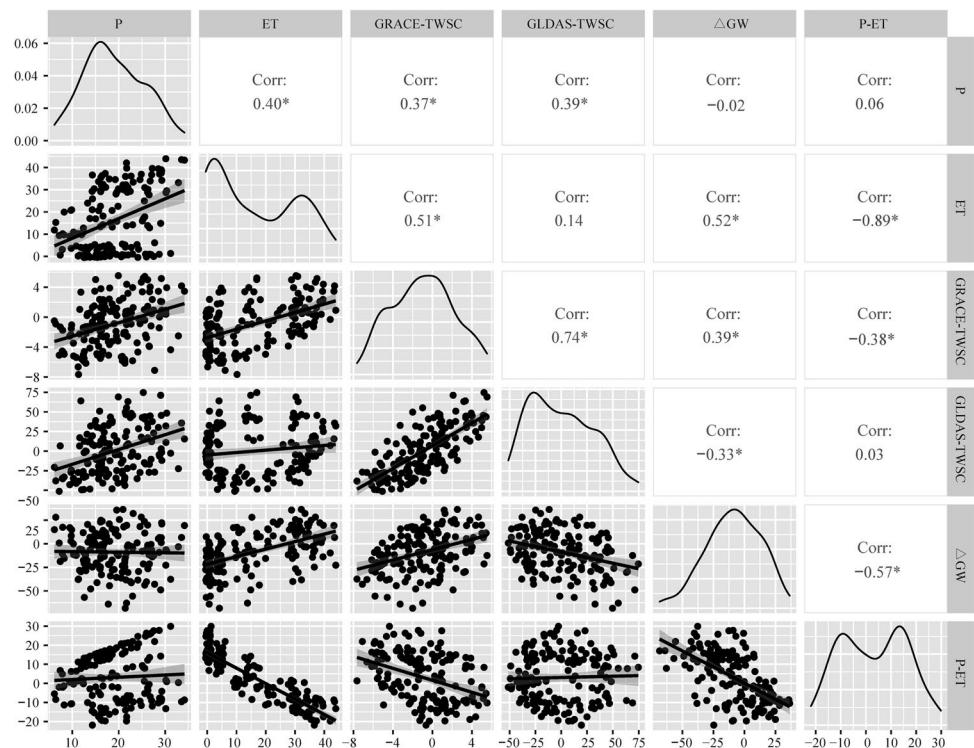 P ET GRACE-TWSC GLDAS-TWSC △GW P-ET
0.06
0.04
0.02
0.00
Corr:
0.40*
Corr:
0.37*
Corr:
0.39*
Corr:
−0.02
Corr:
0.06
P
40
30
20
10
0
Corr:
0.51*
Corr:
0.14
Corr:
0.52*
Corr:
−0.89*
ET
4
0
−4
−8
Corr:
0.74*
Corr:
0.39*
Corr:
−0.38*
GRACE-TWSC
75
50
25
0
−25
−50
Corr:
−0.33*
Corr:
0.03
GLDAS-TWSC
25
0
−25
−50
Corr:
−0.57*
△GW
30
20
10
0
−10
−20
P-ET
10 20 30
0 10 20 30 40
−8 −4 0 4
−50 −25 0 25 50 75
−50 −25 0 25
−20 −10 0 10 20 30